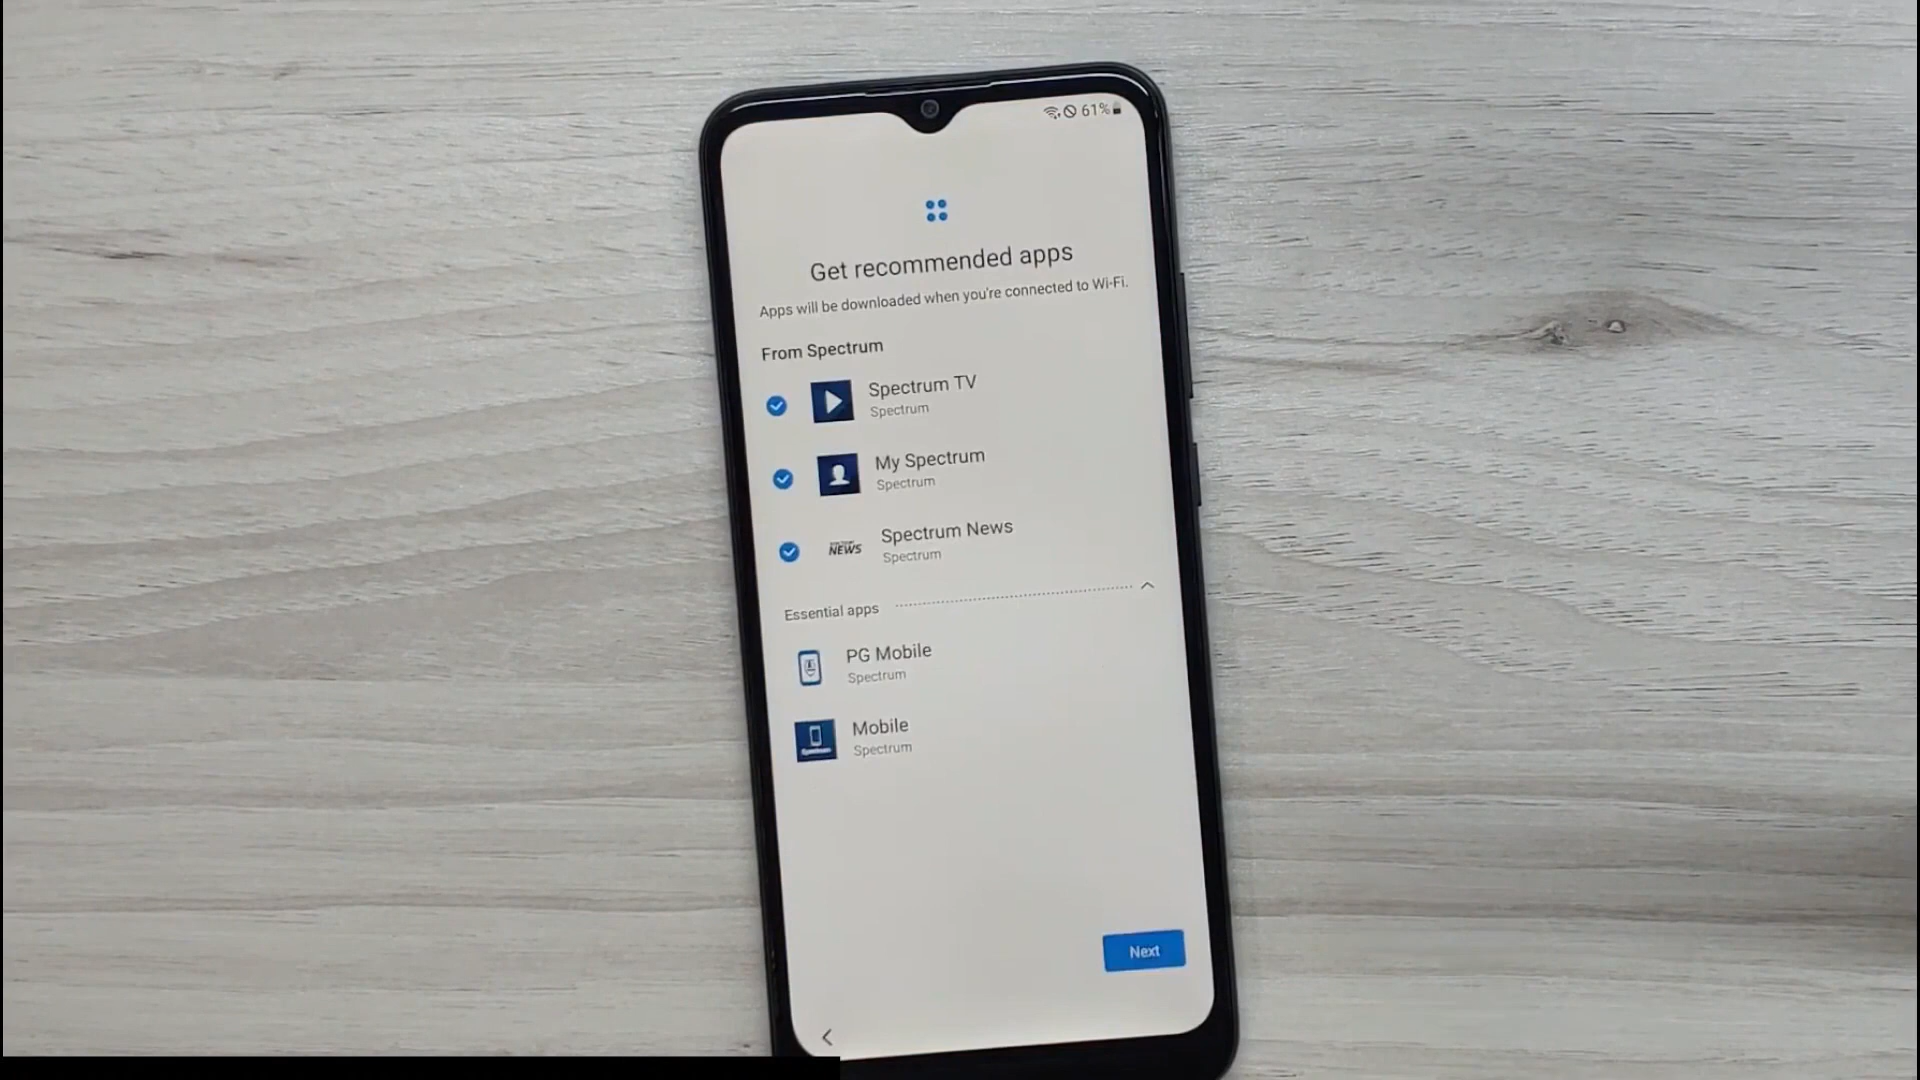 61%
Get recommended apps
Apps will be downloaded when you're connected to Wi-Fi.
From Spectrum
Spectrum TV
Spectrum
My Spectrum
Spectrum
NEWS
Spectrum News
Spectrum
Essential apps
PG Mobile
Spectrum
Mobile
Spectrum
Next